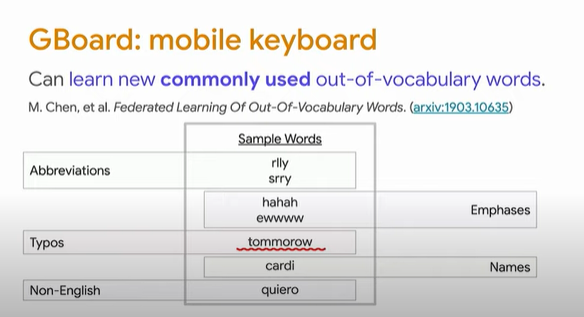 GBoard: mobile keyboard
Can learn new commonly used out-of-vocabulary words.
M. Chen, et al. Federated Learning Of Out-Of-Vocabulary Words. (arxiv:1903.10635)
Sample Words
Abbreviations
rlly
srry
hahah
ewwww
Emphases
Typos
tommorow
cardi
Names
Non-English
quiero